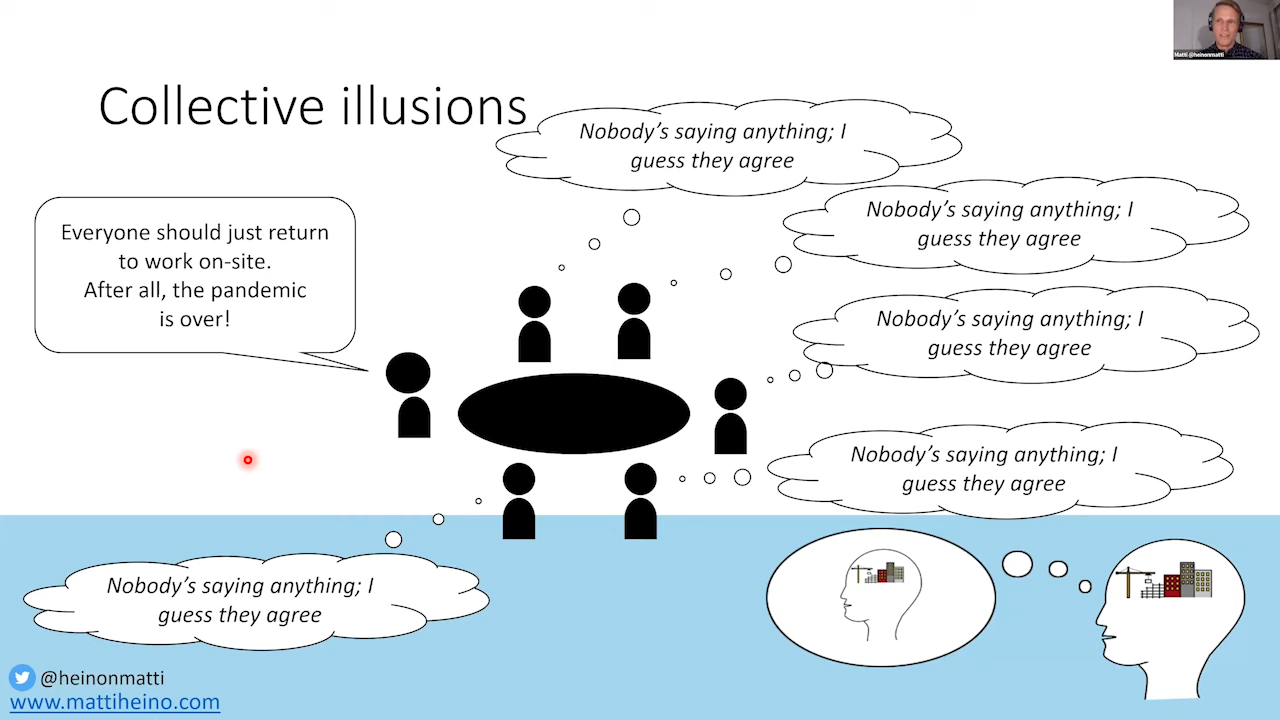 Matti @heinonmatti
Collective illusions
Nobody's saying anything; I
guess they agree
Nobody's saying anything; I
guess they agree
Everyone should just return
to work on-site.
After all, the pandemic
is over!
Nobody's saying anything; I
guess they agree
Nobody's saying anything; I
guess they agree
Nobody's saying anything; I
guess they agree
@heinonmatti
www.mattiheino.com